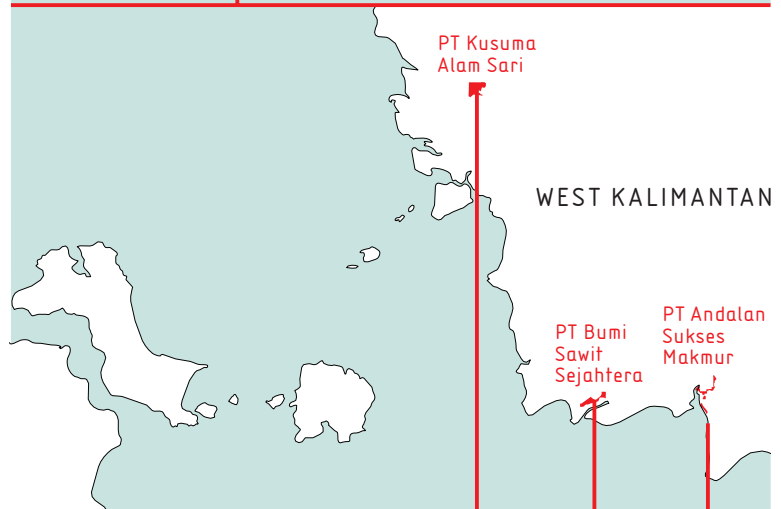 PT Kusuma
Alam Sari
WEST KALIMANTAN
PT Andalan
Sukses
Makmur
PT Bumi
Sawit
Sejahtera